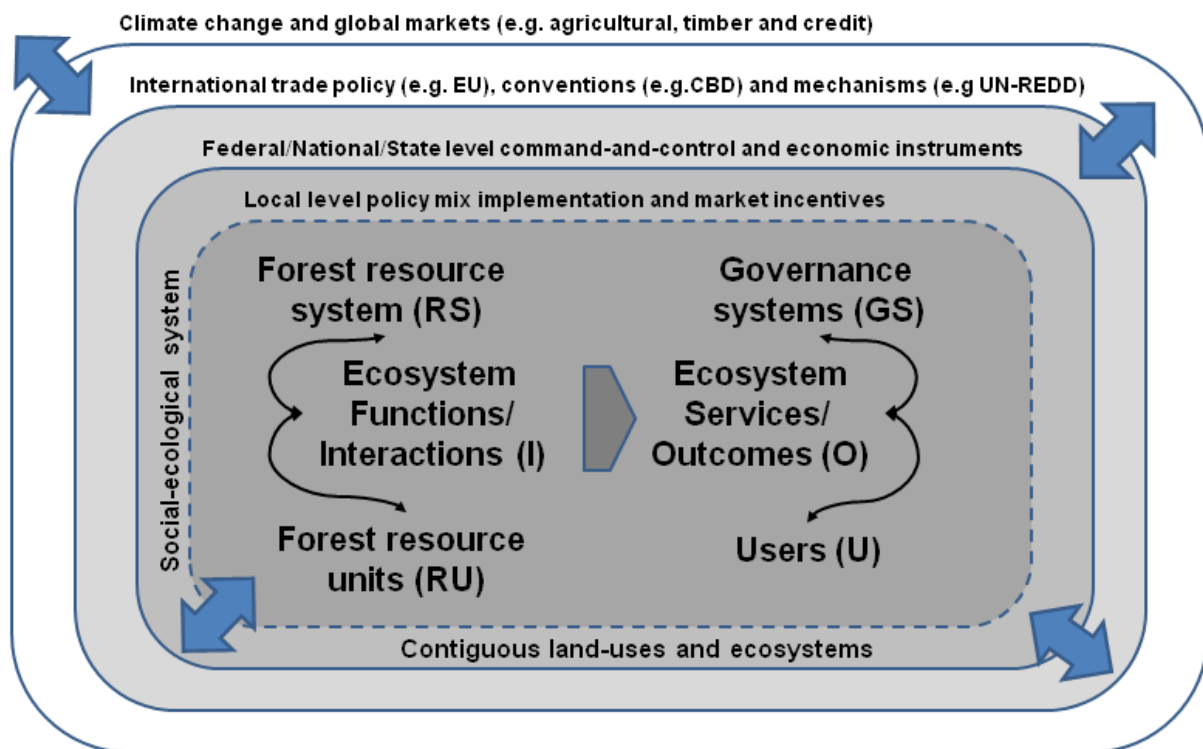 Climate change and global markets (e.g. agricultural, timber and credit)
International trade policy (e.g. EU), conventions (e.g.CBD) and mechanisms (e.g UN-REDD)
Federal/National/State level command-and-control and economic instruments
Local level policy mix implementation and market incentives
Social-ecological system
Forest resource
system (RS)
Governance
systems (GS)
Ecosystem
Functions/
Interactions (I)
Ecosystem
Services/
Outcomes (O)
Forest resource
units (RU)
Users (U)
Contiguous land-uses and ecosystems